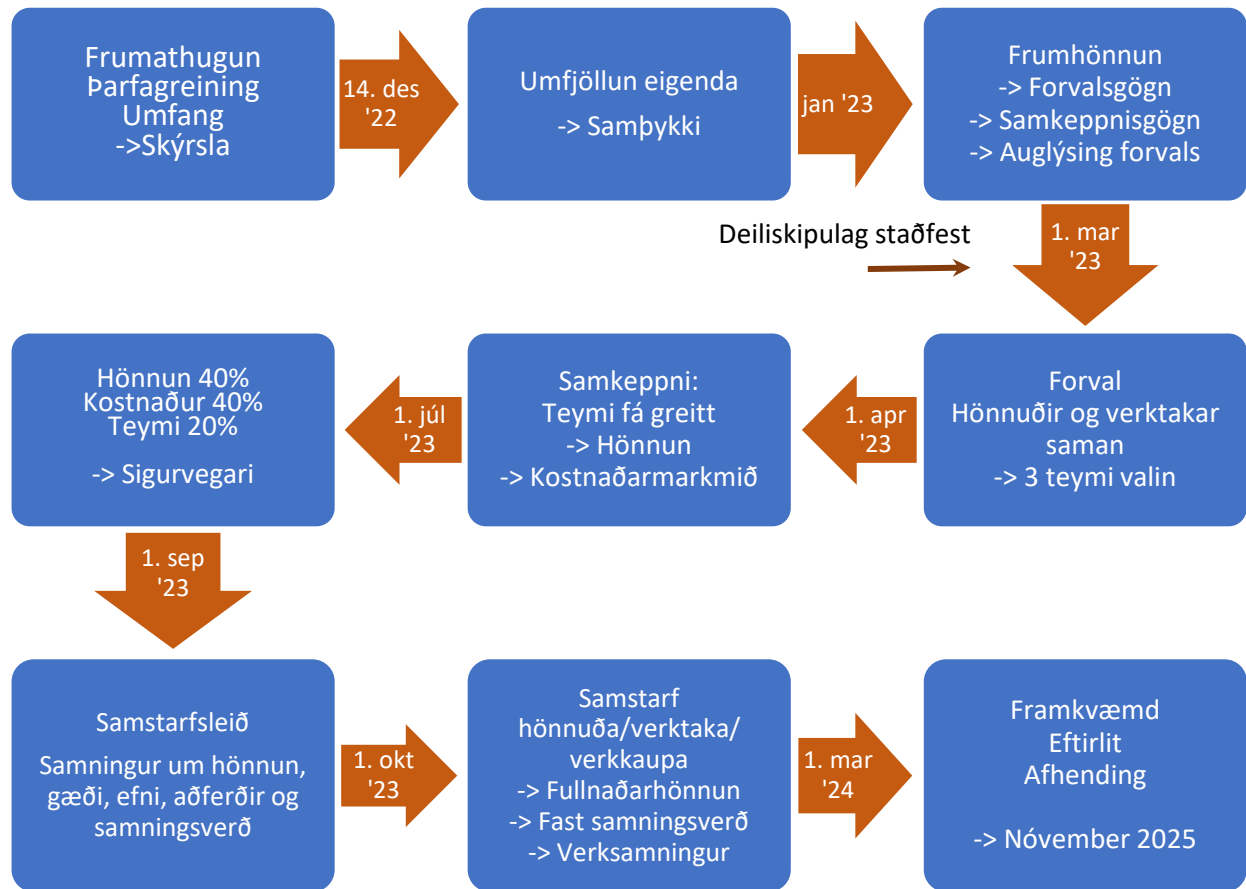 Frumathugun
Þarfagreining
Umfang
->Skýrsla
14. des
'22
Umfjöllun eigenda
-> Samþykki
jan '23
Frumhönnun
-> Forvalsgögn
-> Samkeppnisgögn
-> Auglýsing forvals
Deiliskipulag staðfest
1. mar
'23
Forval
Hönnuðir og verktakar
saman
-> 3 teymi valin
1. apr
'23
Samkeppni:
Teymi fá greitt
-> Hönnun
-> Kostnaðarmarkmið
1. júl
'23
Hönnun 40%
Kostnaður 40%
Teymi 20%
-> Sigurvegari
1. sep
'23
Samstarfsleið
Samningur um hönnun,
gæði, efni, aðferðir og
samningsverð
1. okt
'23
Samstarf
hönnuða/verktaka/
verkkaupa
-> Fullnaðarhönnun
-> Fast samningsverð
-> Verksamningur
1. mar
'24
Framkvæmd
Eftirlit
Afhending
-> Nóvember 2025